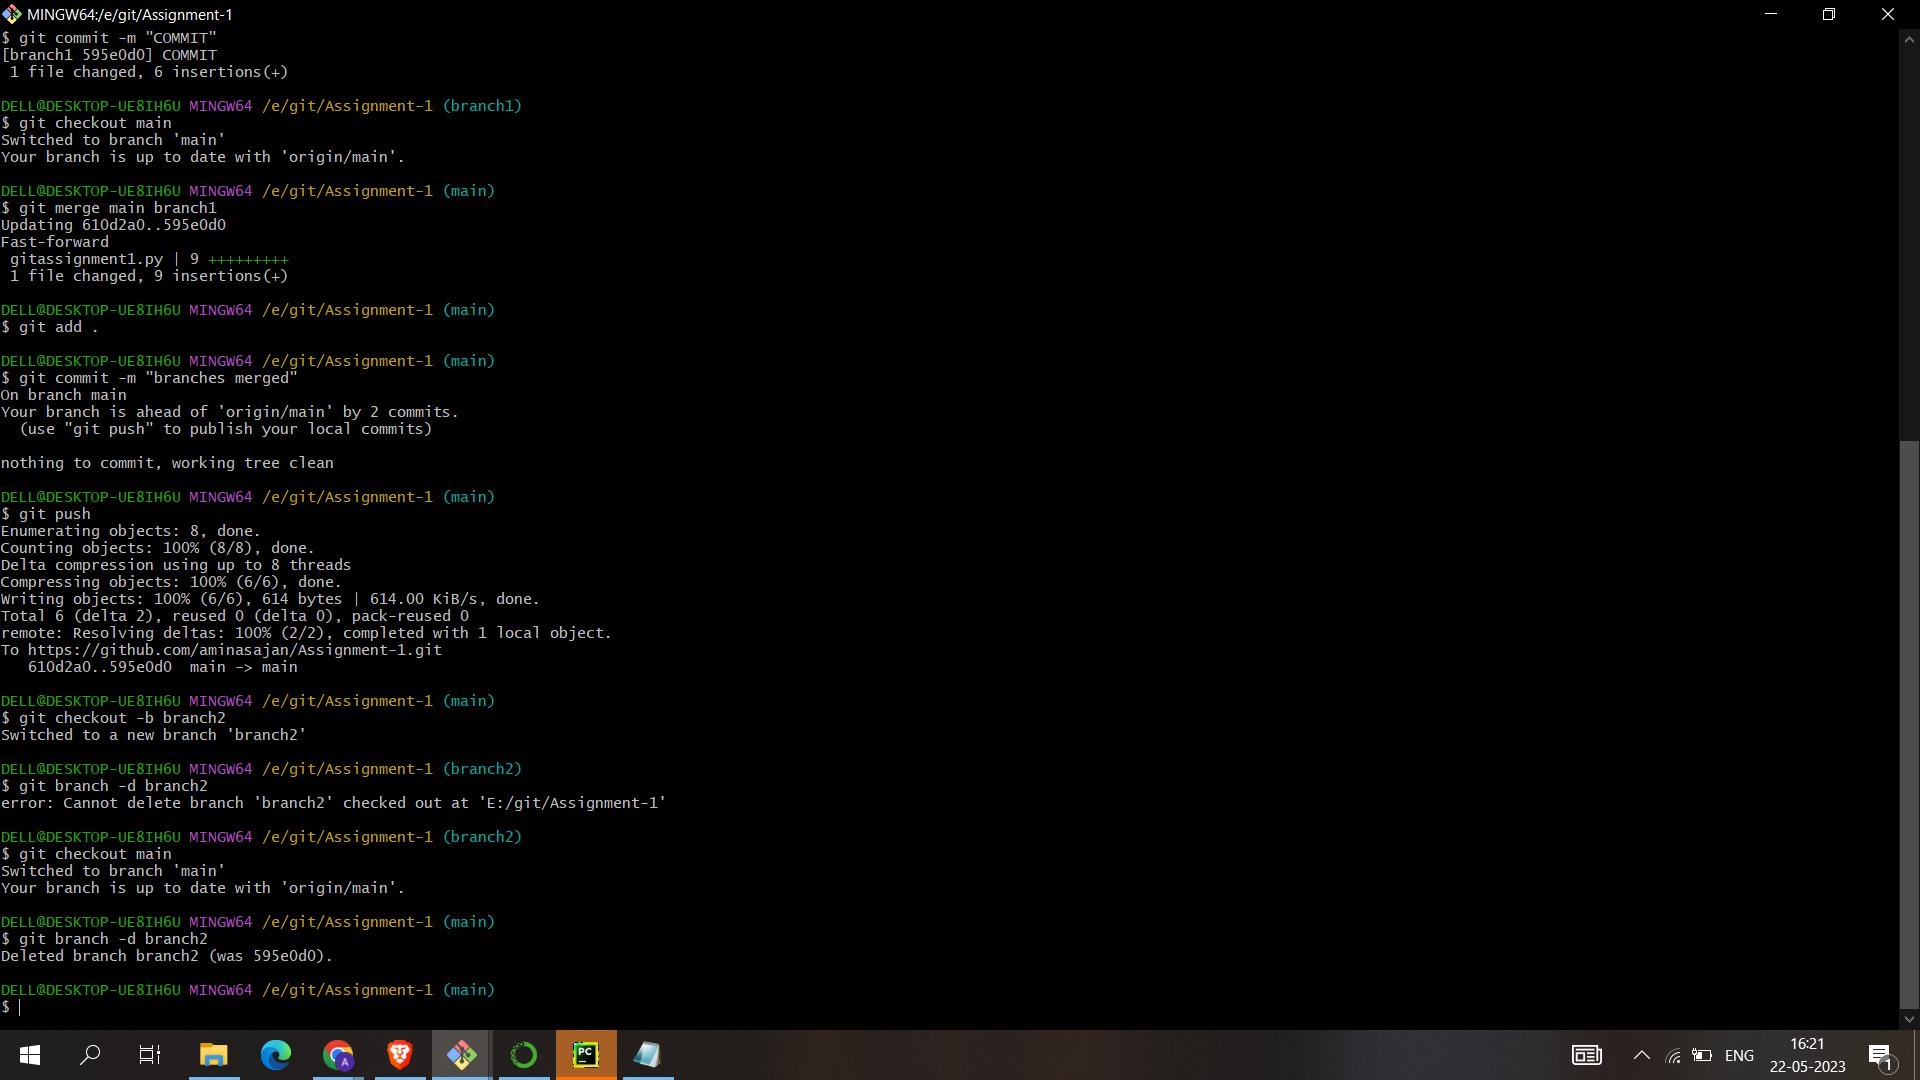 MINGW64:/e/git/Assignment-1
$ git commit -m "COMMIT"
[branch1 595e0d0] COMMIT
 1 file changed, 6 insertions(+)

DELL@DESKTOP-UE8IH6U MINGW64 /e/git/Assignment-1 (branch1)
$ git checkout main
Switched to branch 'main'
Your branch is up to date with 'origin/main'.

DELL@DESKTOP-UE8IH6U MINGW64 /e/git/Assignment-1 (main)
$ git merge main branch1
Updating 610d2a0..595e0d0
Fast-forward
 gitassignment1.py | 9 +++++++++
 1 file changed, 9 insertions(+)

DELL@DESKTOP-UE8IH6U MINGW64 /e/git/Assignment-1 (main)
$ git add .

DELL@DESKTOP-UE8IH6U MINGW64 /e/git/Assignment-1 (main)
$ git commit -m "branches merged"
On branch main
Your branch is ahead of 'origin/main' by 2 commits.
  (use "git push" to publish your local commits)

nothing to commit, working tree clean

DELL@DESKTOP-UE8IH6U MINGW64 /e/git/Assignment-1 (main)
$ git push
Enumerating objects: 8, done.
Counting objects: 100% (8/8), done.
Delta compression using up to 8 threads
Compressing objects: 100% (6/6), done.
Writing objects: 100% (6/6), 614 bytes | 614.00 KiB/s, done.
Total 6 (delta 2), reused 0 (delta 0), pack-reused 0
remote: Resolving deltas: 100% (2/2), completed with 1 local object.
To https://github.com/aminasajan/Assignment-1.git
   610d2a0..595e0d0  main -> main

DELL@DESKTOP-UE8IH6U MINGW64 /e/git/Assignment-1 (main)
$ git checkout -b branch2
Switched to a new branch 'branch2'

DELL@DESKTOP-UE8IH6U MINGW64 /e/git/Assignment-1 (branch2)
$ git branch -d branch2
error: Cannot delete branch 'branch2' checked out at 'E:/git/Assignment-1'

DELL@DESKTOP-UE8IH6U MINGW64 /e/git/Assignment-1 (branch2)
$ git checkout main
Switched to branch 'main'
Your branch is up to date with 'origin/main'.

DELL@DESKTOP-UE8IH6U MINGW64 /e/git/Assignment-1 (main)
$ git branch -d branch2
Deleted branch branch2 (was 595e0d0).

DELL@DESKTOP-UE8IH6U MINGW64 /e/git/Assignment-1 (main)
$
A
PC
ENG
16:21
22-05-2023
1